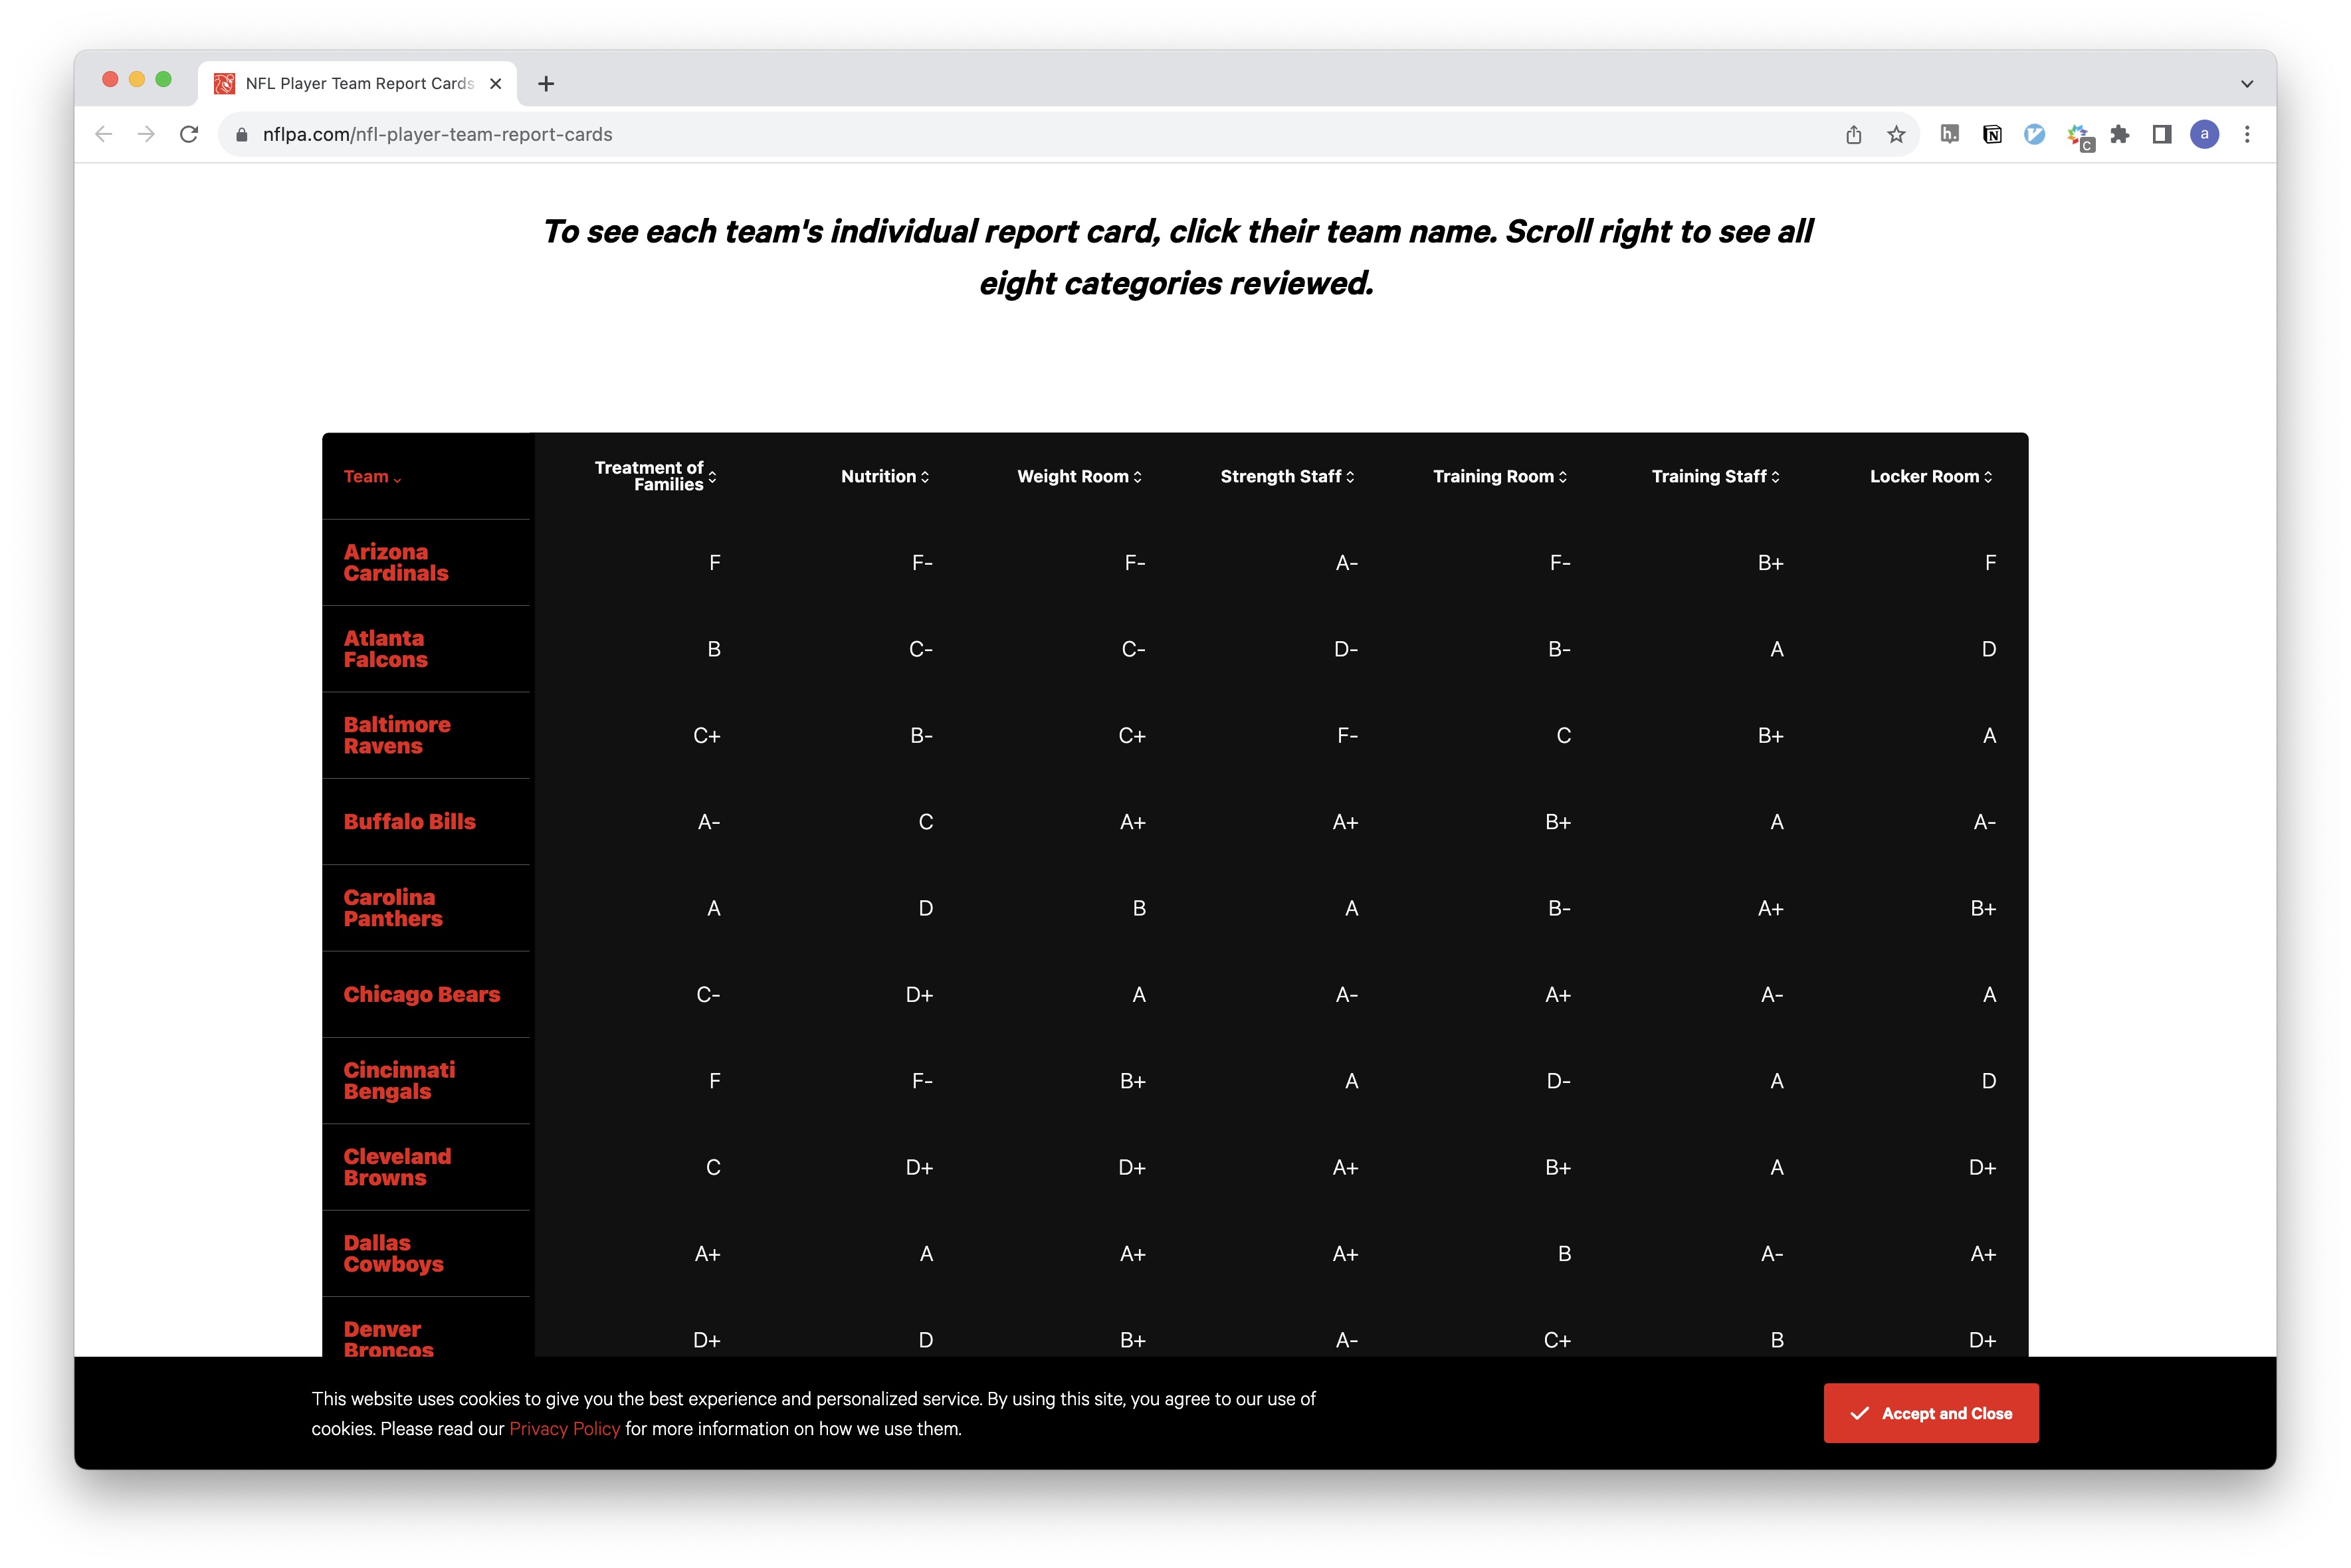 NFL Player Team Report Cards
nflpa.com/nfl-player-team-report-cards
h.
N
C
a
To see each team's individual report card, click their team name. Scroll right to see all
eight categories reviewed.
Team Treatment of Families Nutrition Weight Room Strength Staff Training Room Training Staff Locker Room
Arizona Cardinals F F- F- A- F- B+ F
Atlanta Falcons B C- C- D- B- A D
Baltimore Ravens C+ B- C+ F- C B+ A
Buffalo Bills A- C A+ A+ B+ A A-
Carolina Panthers A D B A B- A+ B+
Chicago Bears C- D+ A A- A+ A- A
Cincinnati Bengals F F- B+ A D- A D
Cleveland Browns C D+ D+ A+ B+ A D+
Dallas Cowboys A+ A A+ A+ B A- A+
Denver Broncos D+ D B+ A- C+ B D+
This website uses cookies to give you the best experience and personalized service. By using this site, you agree to our use of
cookies. Please read our Privacy Policy for more information on how we use them.
Accept and Close